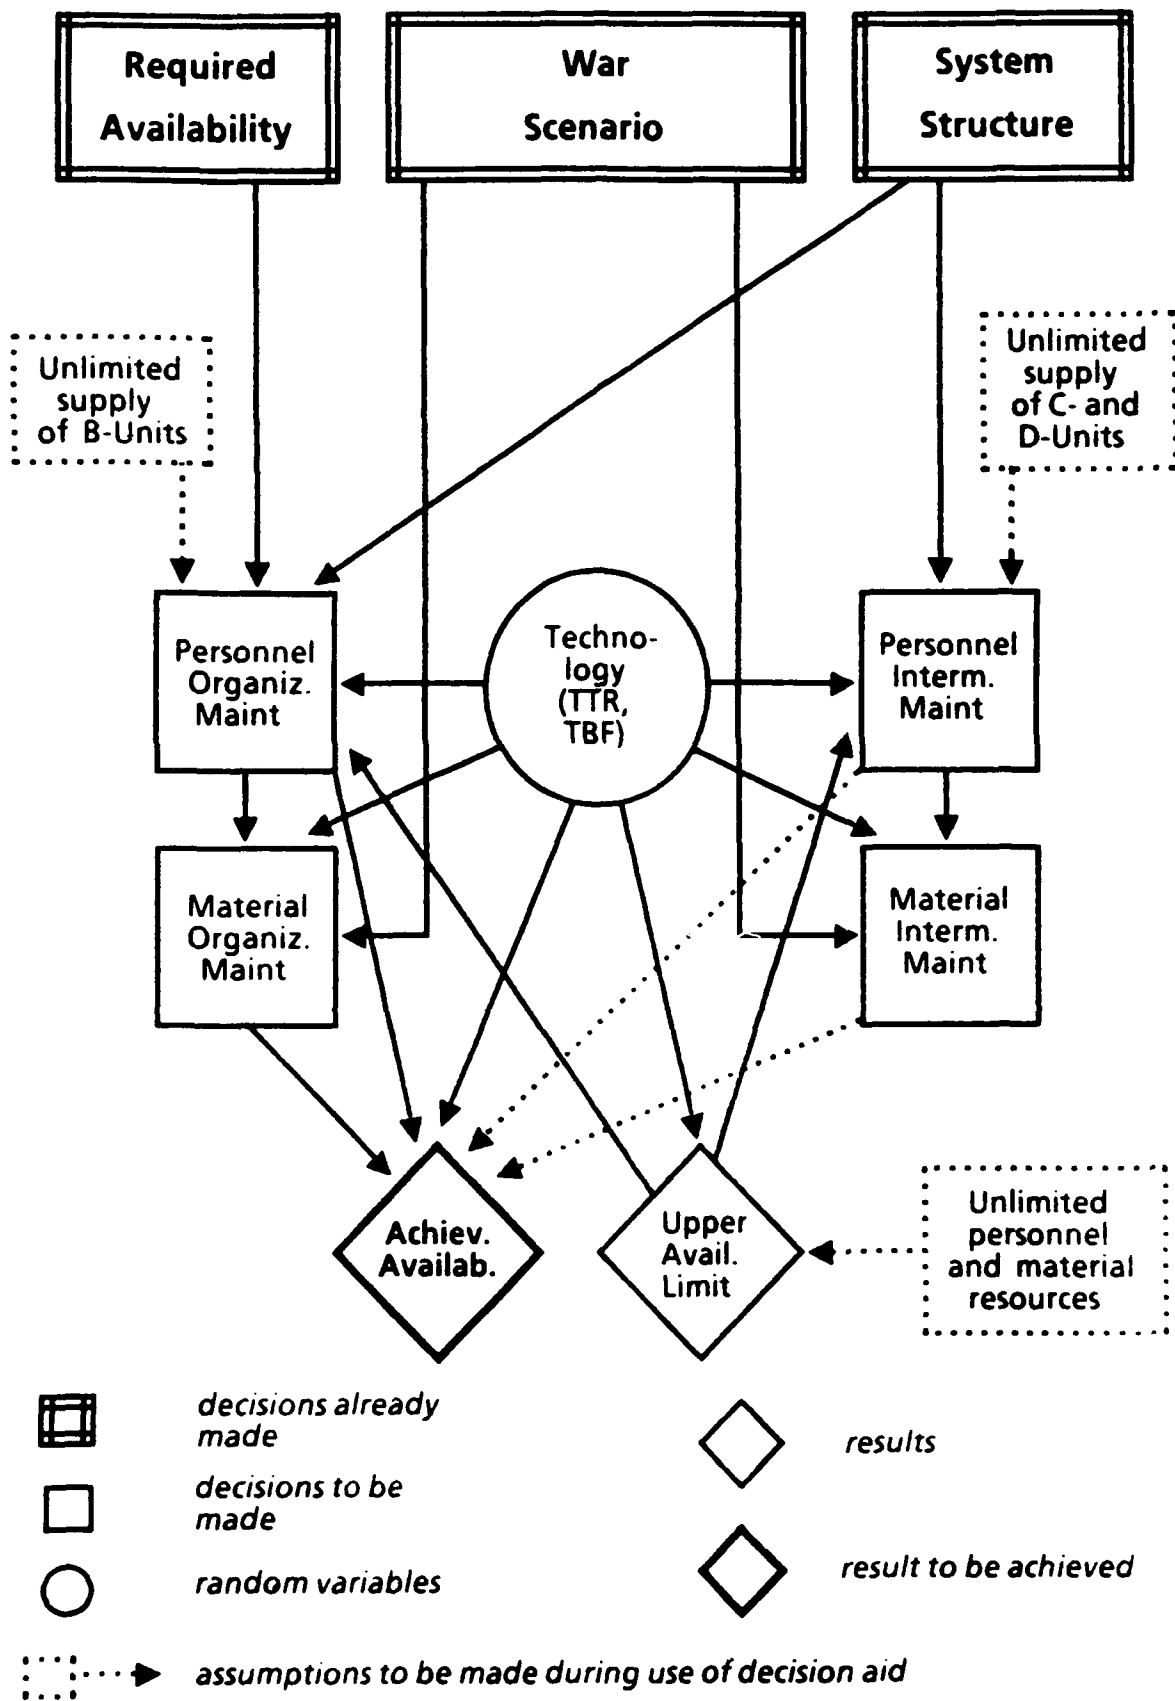 Required
Availability
War
Scenario
System
Structure
Unlimited
supply
of B-Units
Unlimited
supply
of C- and
D-Units
Personnel
Organiz.
Maint
Techno-
logy
(TTR,
TBF)
Personnel
Interm.
Maint
Material
Organiz.
Maint
Material
Interm.
Maint
Achiev.
Availab.
Upper
Avail.
Limit
Unlimited
personnel
and material
resources
decisions already
made
results
decisions to be
made
result to be achieved
random variables
assumptions to be made during use of decision aid